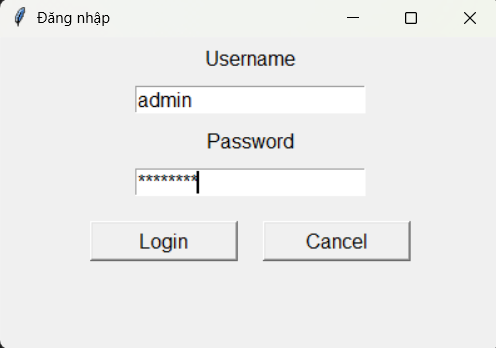 Đăng nhập
Username
admin
Password
********
Login Cancel